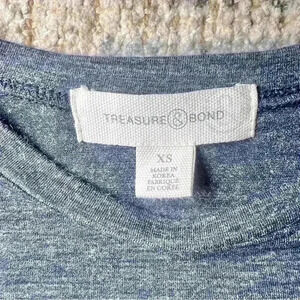 TREASURE & BOND
XS
MADE IN
KOREA
FABRIQUÉ
EN CORÉE